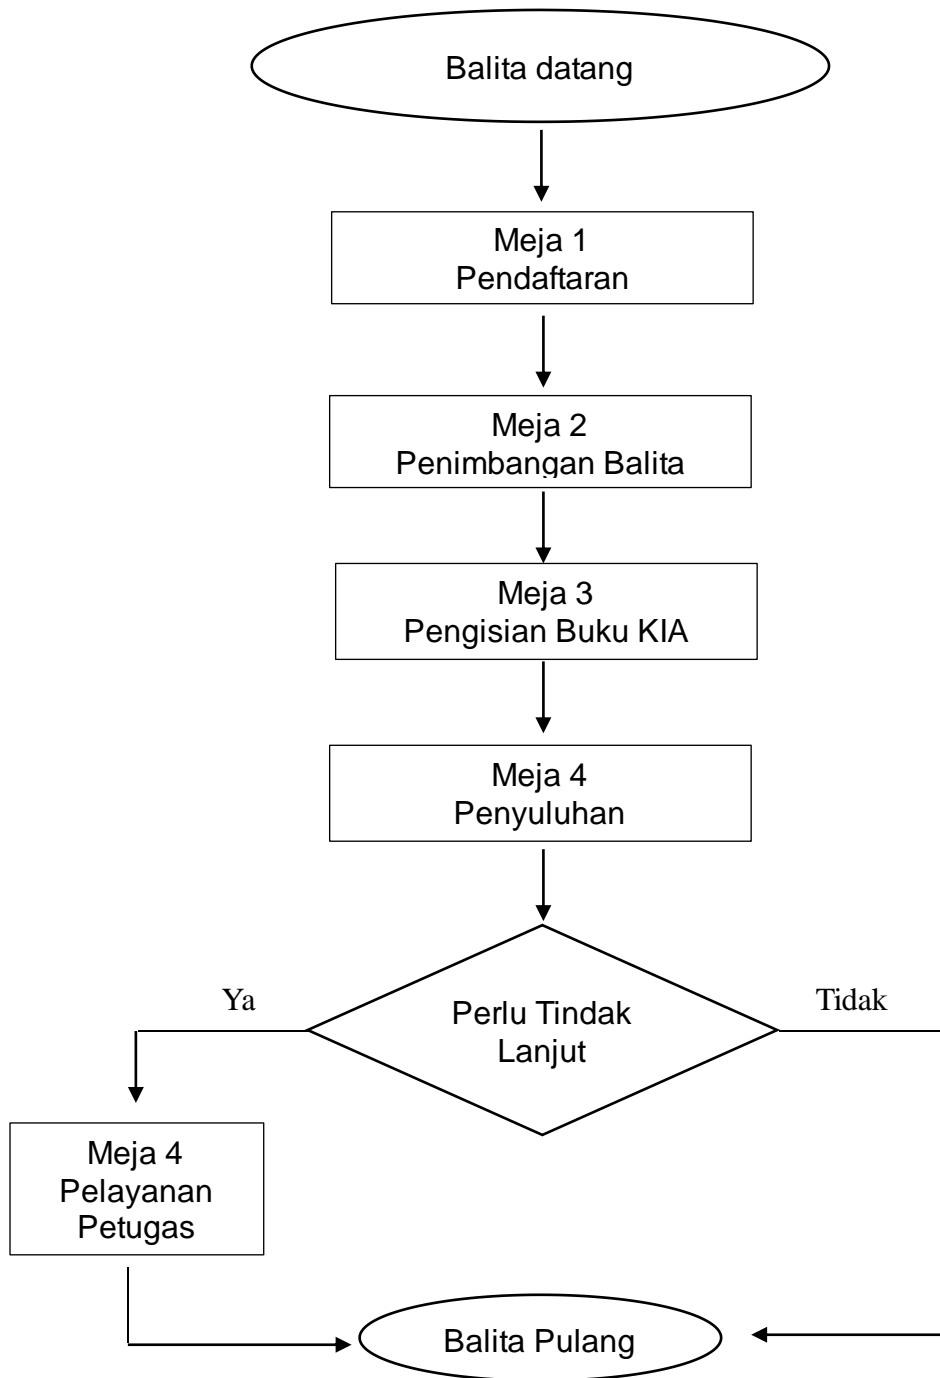 Balita datang
Meja 1
Pendaftaran
Meja 2
Penimbangan Balita
Meja 3
Pengisian Buku KIA
Meja 4
Penyuluhan
Ya
Perlu Tindak
Lanjut
Tidak
Meja 4
Pelayanan
Petugas
Balita Pulang